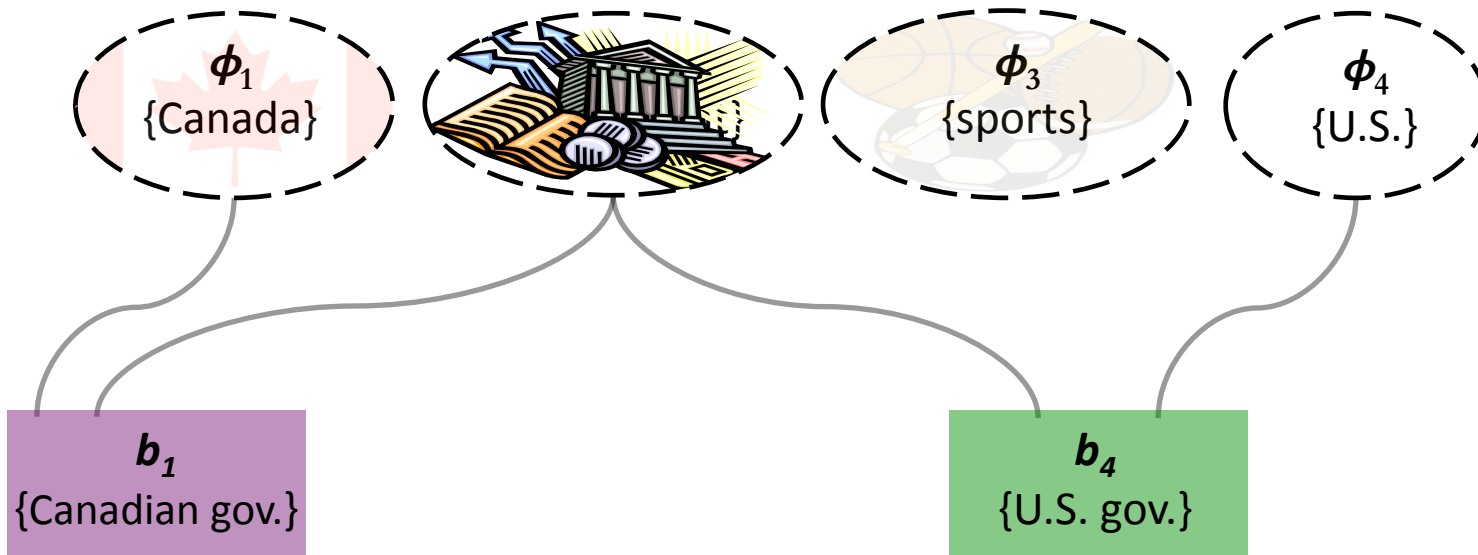 ϕ₁
{Canada}
}
ϕ₃
{sports}
ϕ₄
{U.S.}
b₁
{Canadian gov.}
b₄
{U.S. gov.}